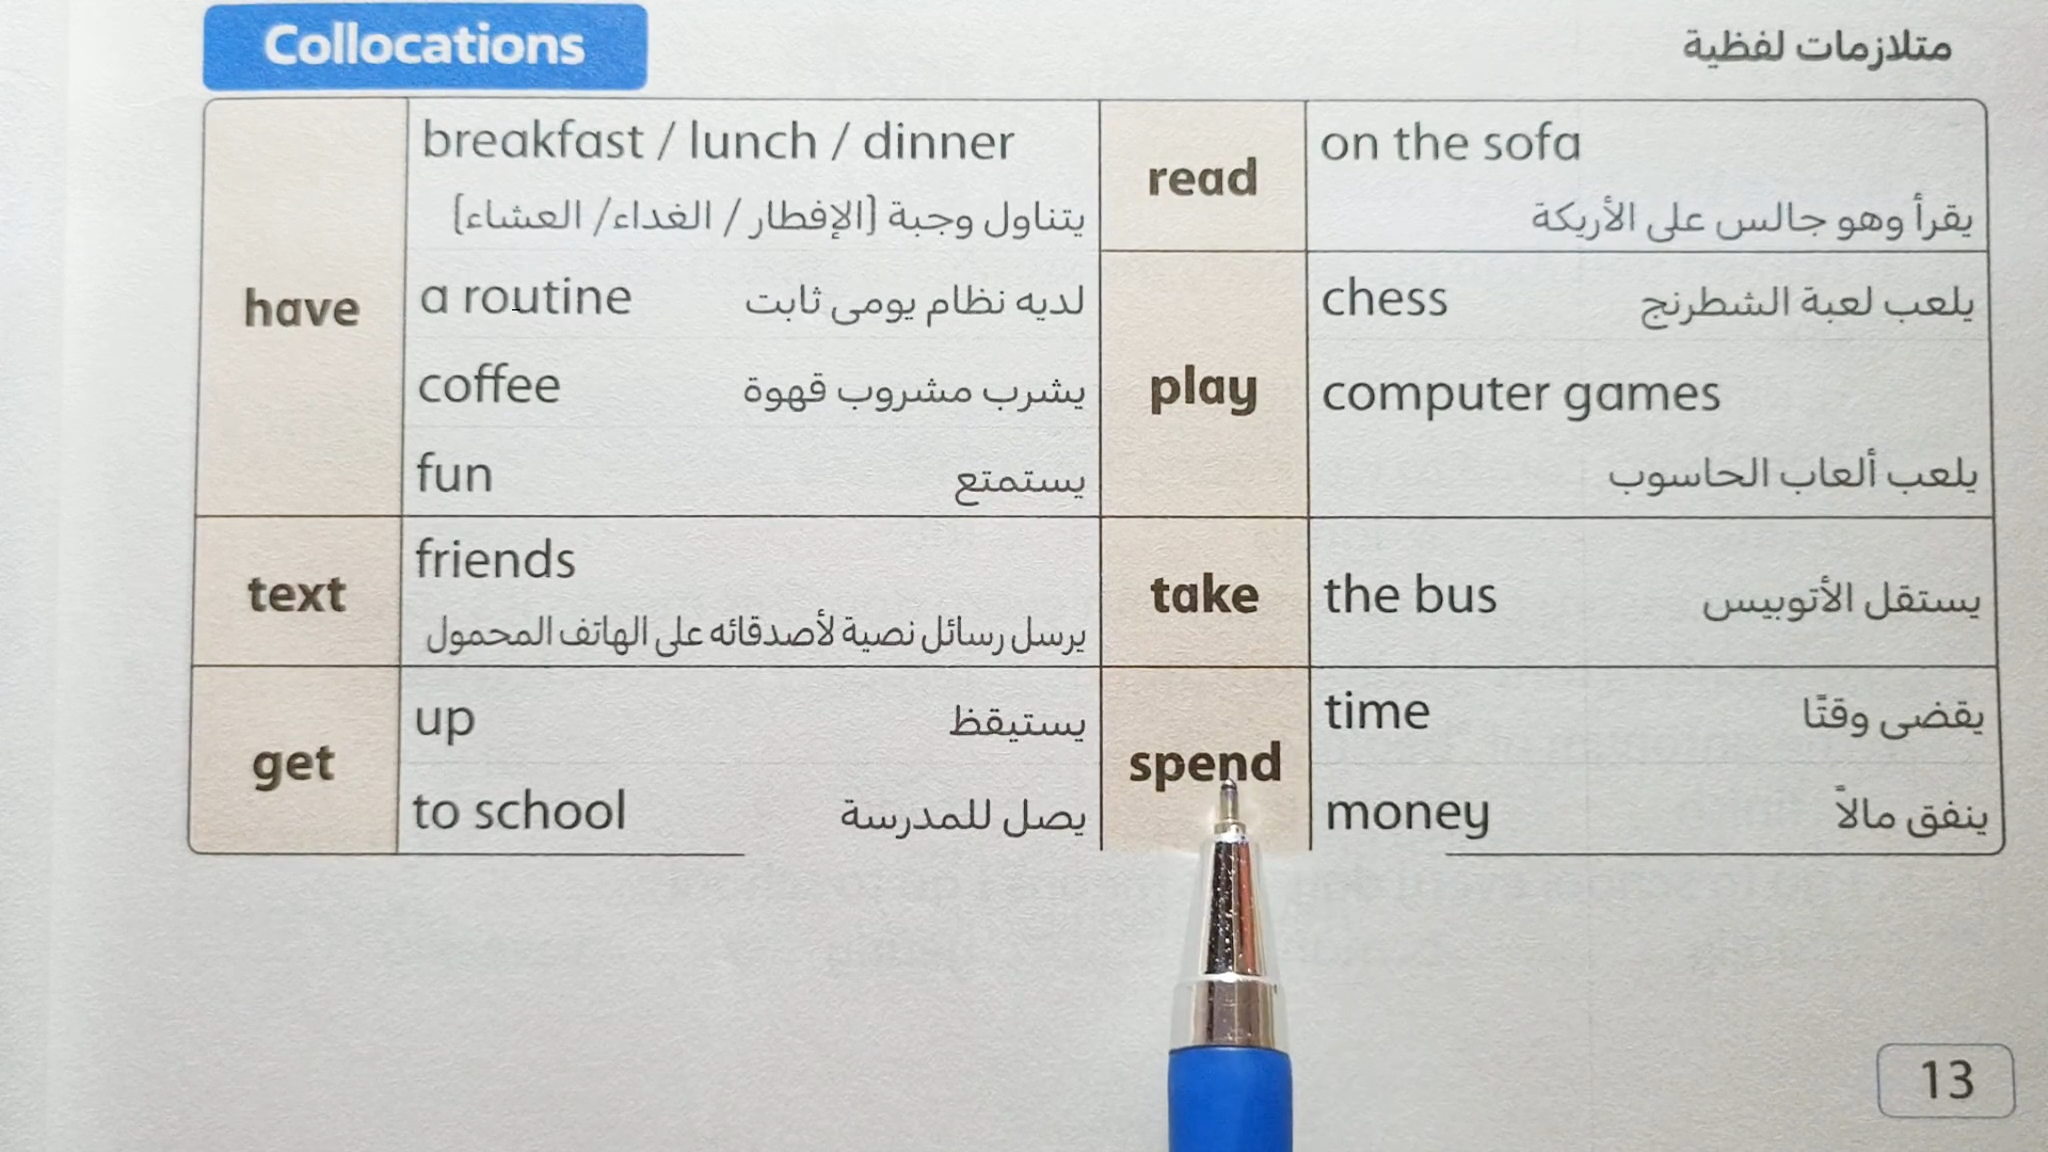 Collocations
متلازمات لفظية
have
breakfast / lunch / dinner
يتناول وجبة (الإفطار / الغداء/ العشاء)
a routine لديه نظام يومى ثابت
coffee يشرب مشروب قهوة
fun يستمتع
text
friends
يرسل رسائل نصية لأصدقائه على الهاتف المحمول
get
up يستيقظ
to school يصل للمدرسة
read
on the sofa
يقرأ وهو جالس على الأريكة
play
chess يلعب لعبة الشطرنج
computer games
يلعب ألعاب الحاسوب
take
the bus يستقل الأتوبيس
spend
time يقضى وقتًا
money ينفق مالاً
13